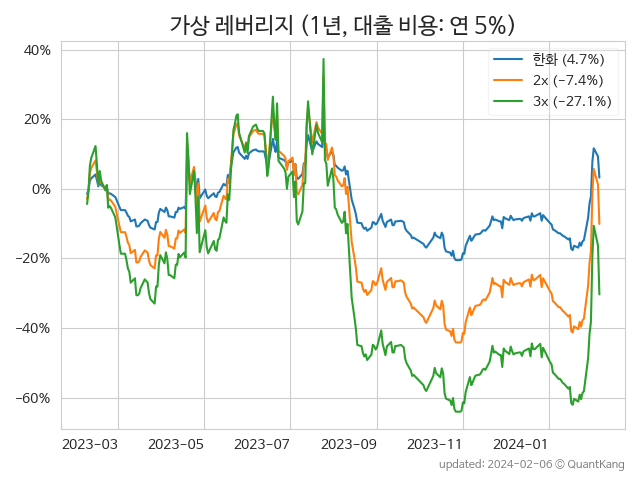 가상 레버리지 (1년, 대출 비용: 연 5%)
40%
20%
0%
−20%
−40%
−60%
한화 (4.7%)
2x (−7.4%)
3x (−27.1%)
2023-03 2023-05 2023-07 2023-09 2023-11 2024-01
updated: 2024-02-06 © QuantKang